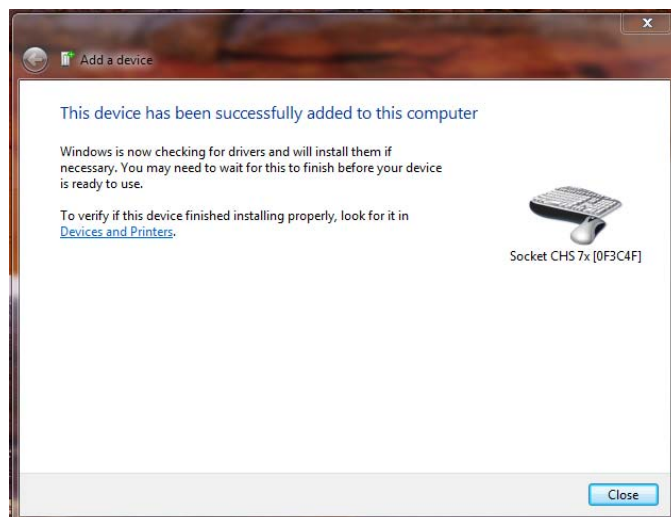 Add a device
This device has been successfully added to this computer
Windows is now checking for drivers and will install them if
necessary. You may need to wait for this to finish before your device
is ready to use.
To verify if this device finished installing properly, look for it in
Devices and Printers.
Socket CHS 7x [0F3C4F]
Close